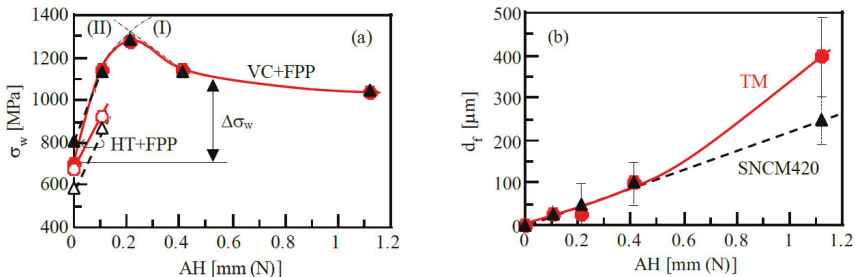 (II) (I) (a)
1400
1200
1000
800
600
400
σw [MPa]
VC+FPP
Δσw
HT+FPP
0 0.2 0.4 0.6 0.8 1 1.2
AH [mm (N)]
(b)
500
400
300
200
100
0
df [μm]
TM
SNCM420
0 0.2 0.4 0.6 0.8 1 1.2
AH [mm (N)]